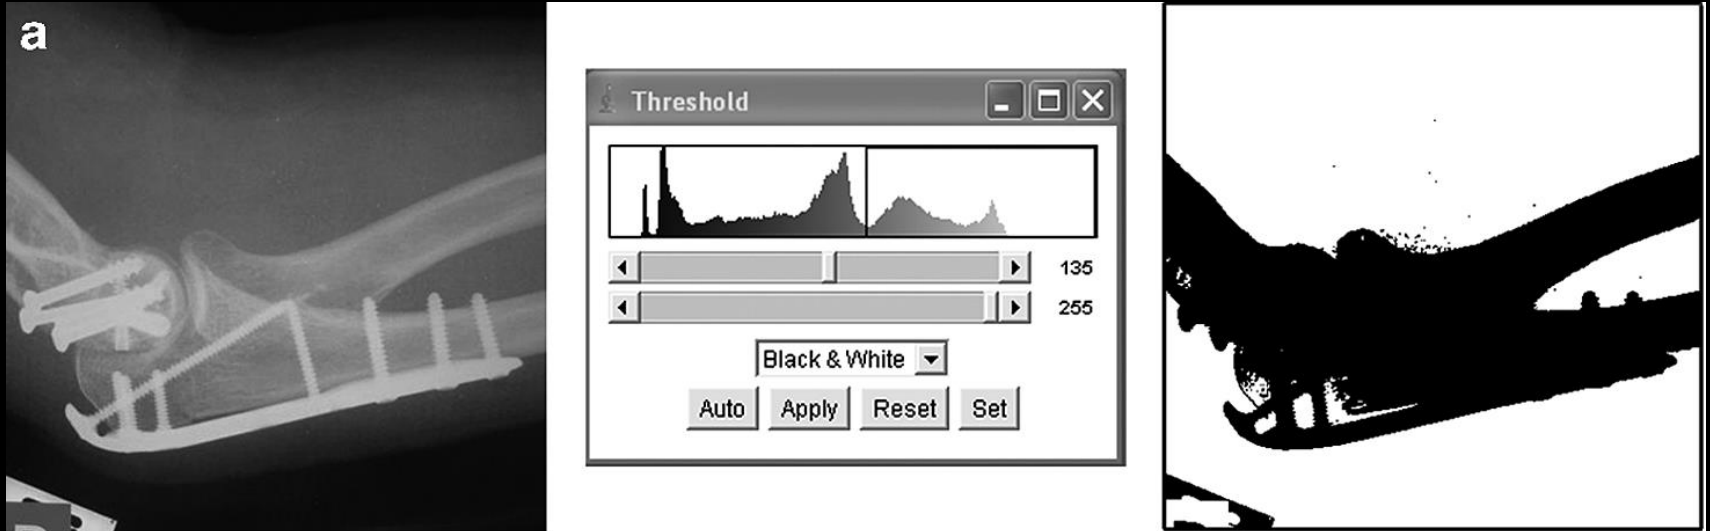 a
Threshold
135
255
Black & White
Auto Apply Reset Set